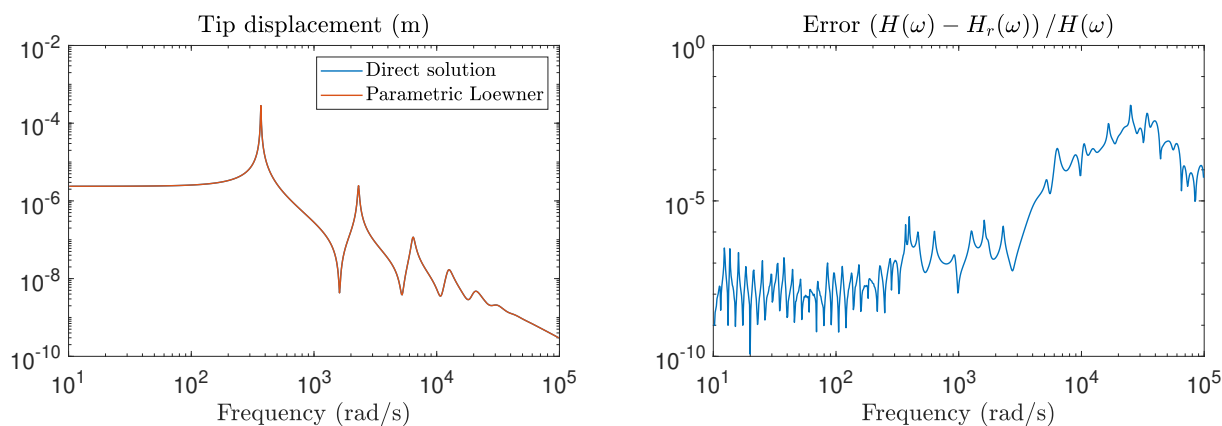 Tip displacement (m)
10^-2
10^-4
10^-6
10^-8
10^-10
Direct solution
Parametric Loewner
10^1 10^2 10^3 10^4 10^5
Frequency (rad/s)
Error (H(ω) − H_r(ω)) /H(ω)
10^0
10^-5
10^-10
10^1 10^2 10^3 10^4 10^5
Frequency (rad/s)